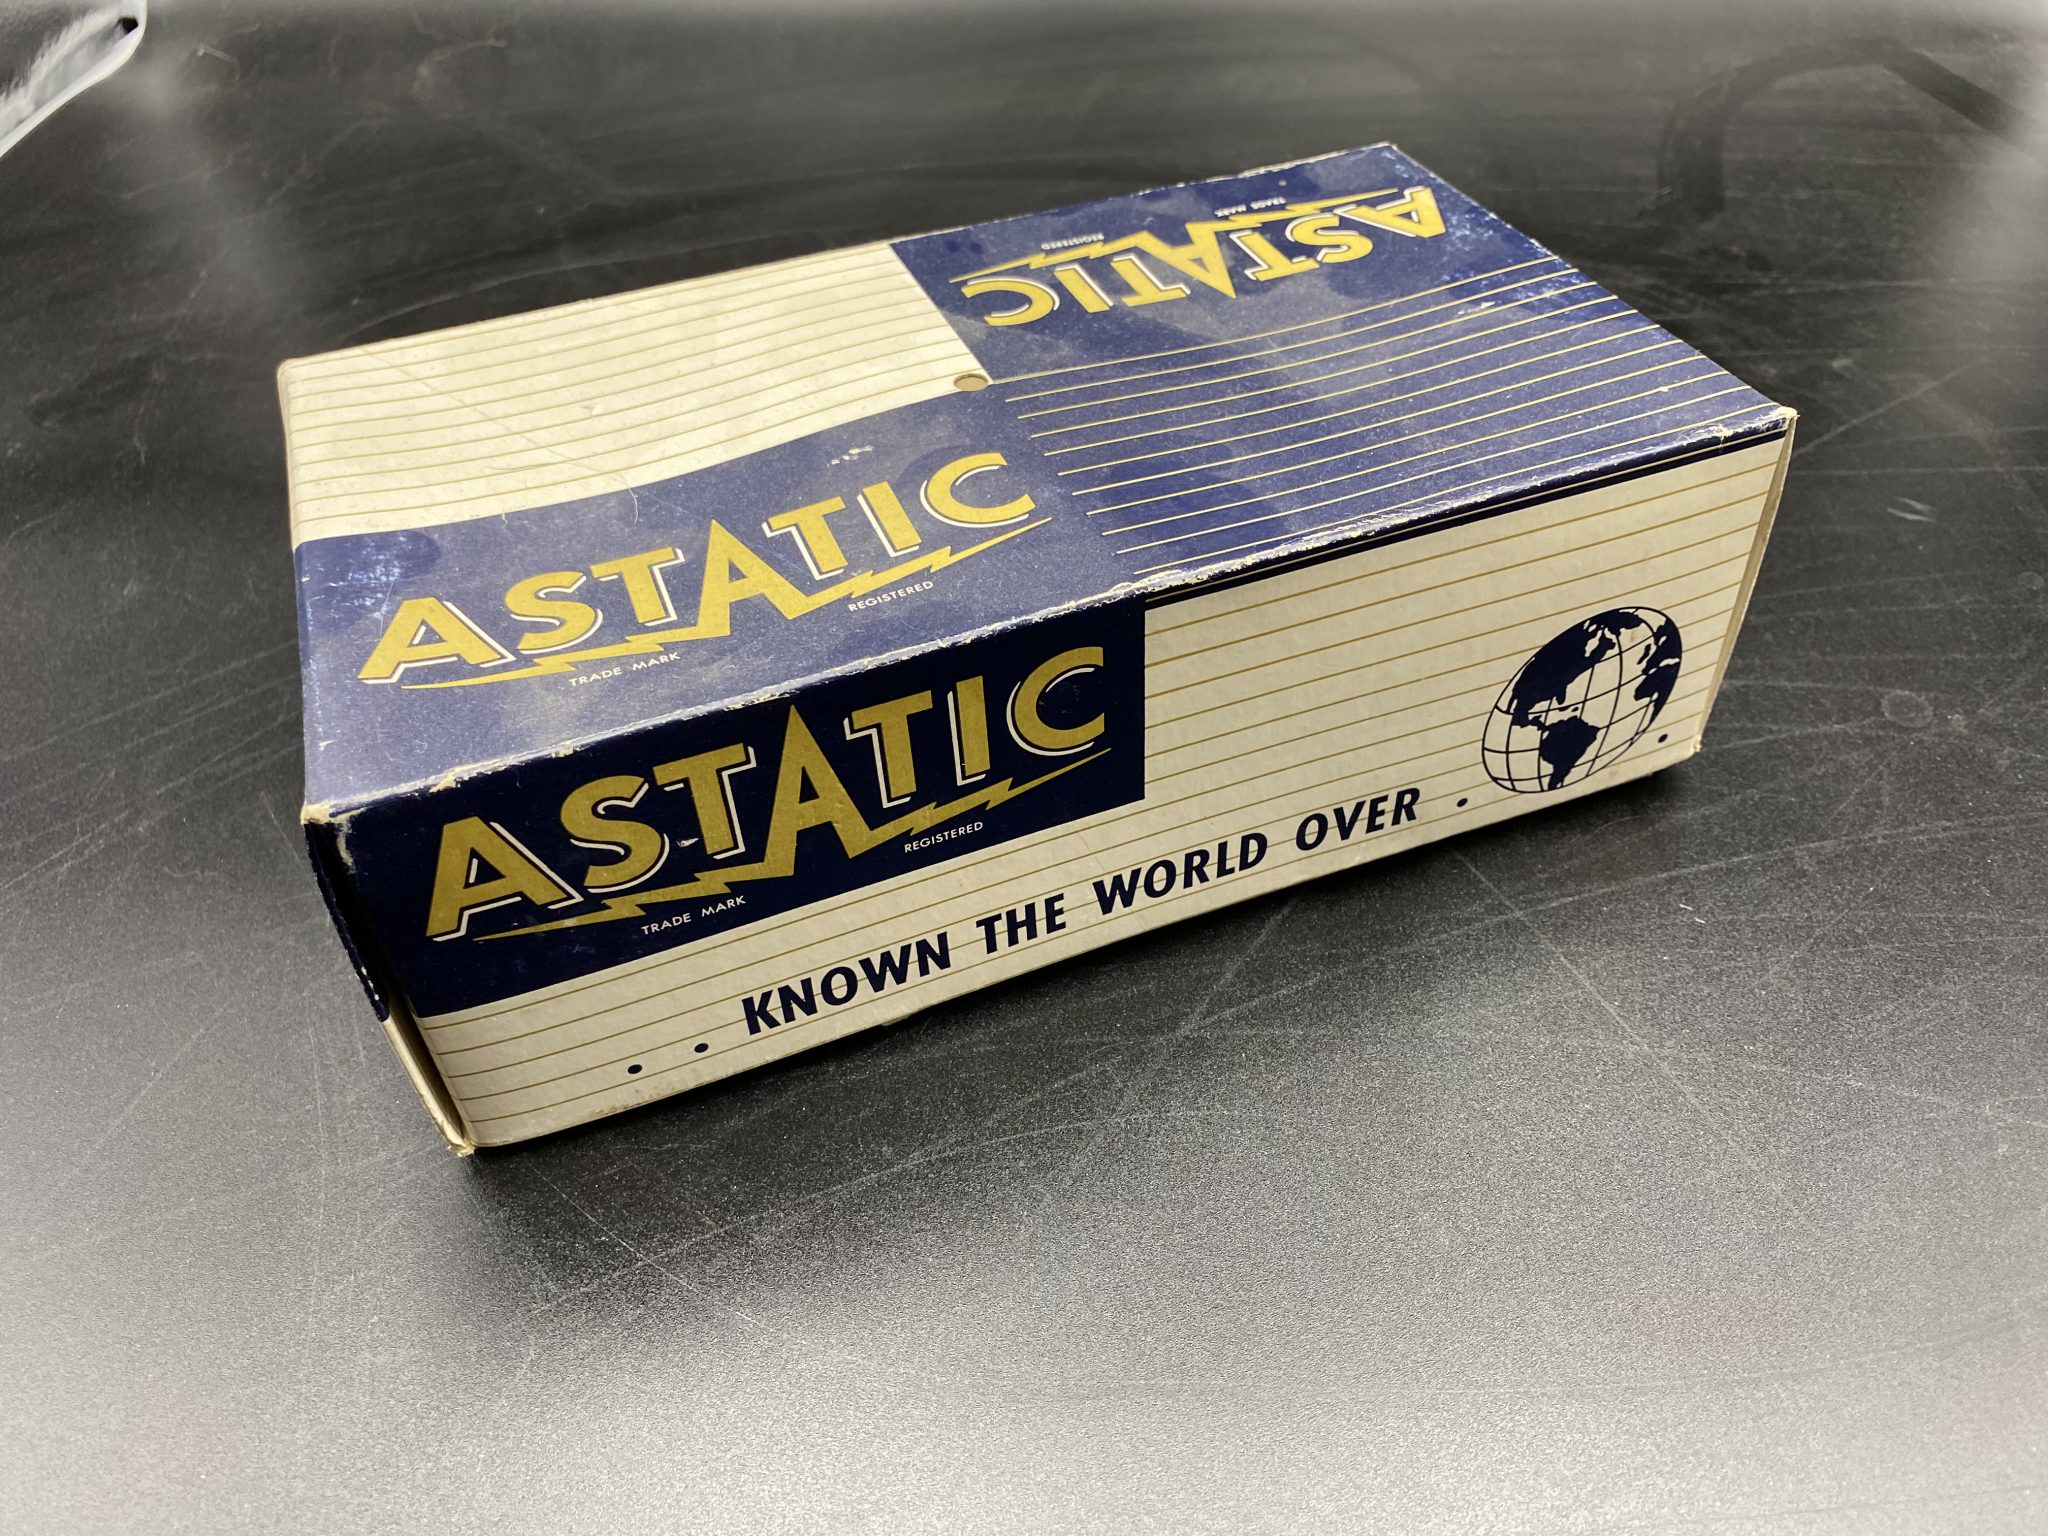 ASTATIC
TRADE MARK
REGISTERED
ASTATIC
TRADE MARK
REGISTERED
ASTATIC
TRADE MARK
REGISTERED
. . KNOWN THE WORLD OVER . .